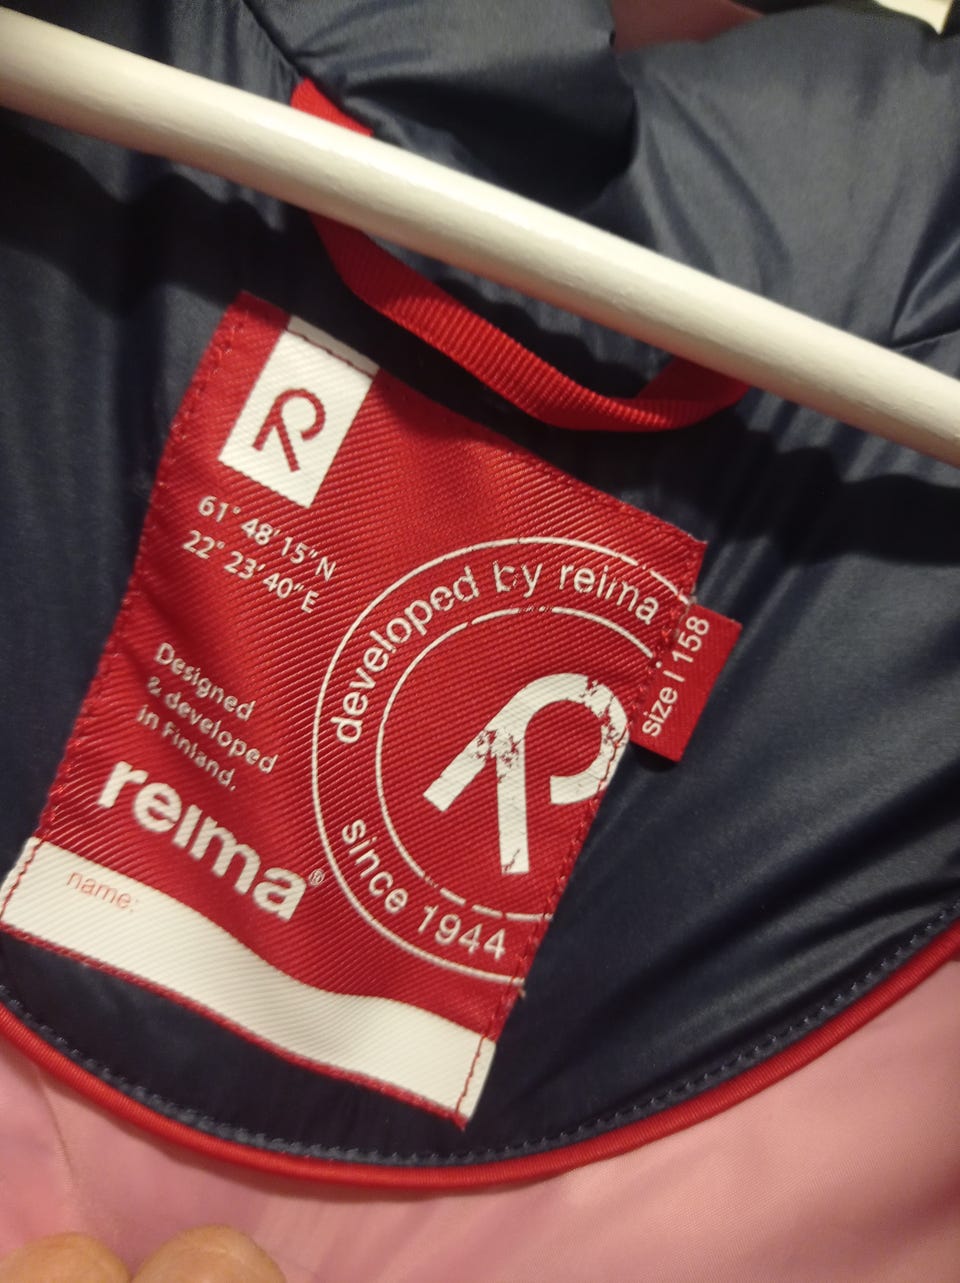 61° 48' 15" N
22° 23' 40" E
developed by reima
since 1944
size | 158
Designed
& developed
in Finland.
reima®
name: